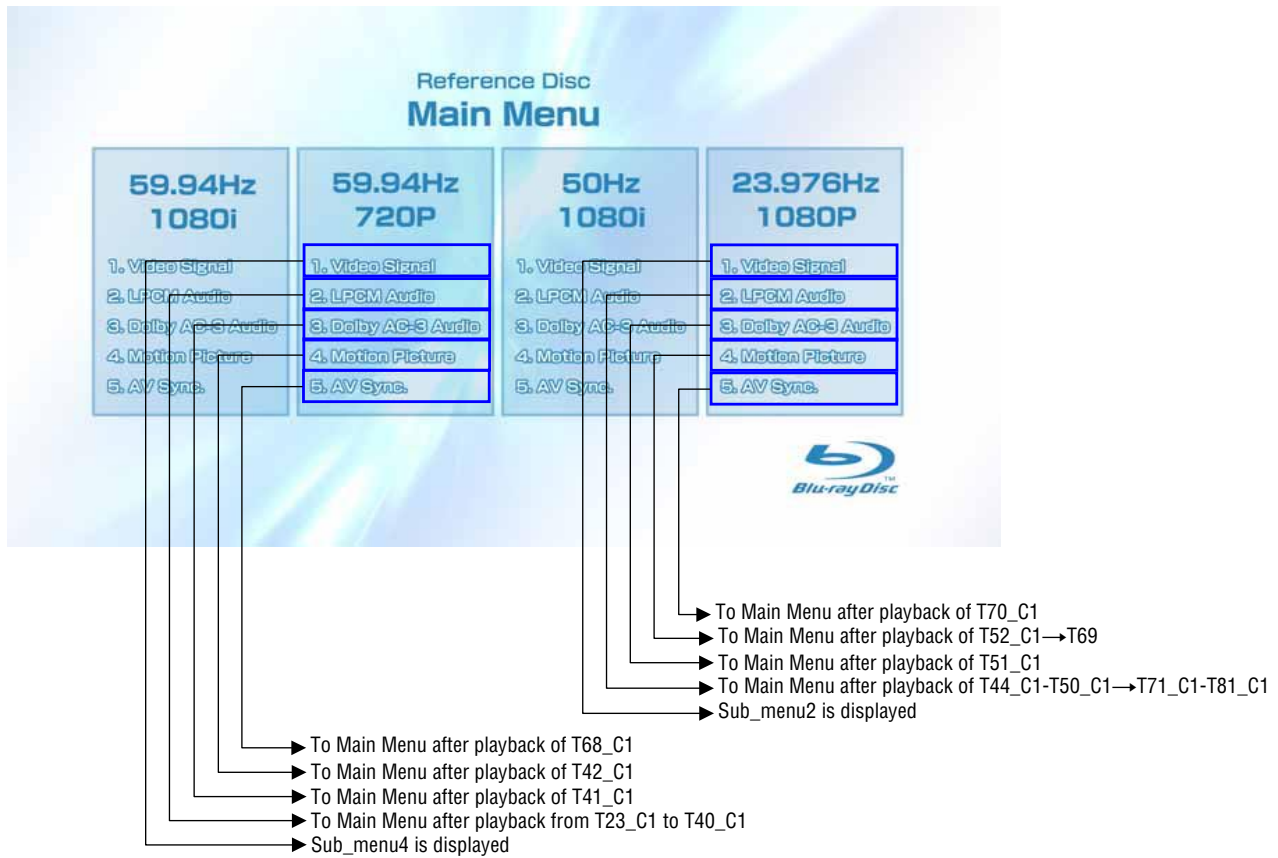 Reference Disc
Main Menu
59.94Hz
1080i
1. Video Signal
2. LPCM Audio
3. Dolby AC-3 Audio
4. Motion Picture
5. AV Sync.
59.94Hz
720P
1. Video Signal
2. LPCM Audio
3. Dolby AC-3 Audio
4. Motion Picture
5. AV Sync.
50Hz
1080i
1. Video Signal
2. LPCM Audio
3. Dolby AC-3 Audio
4. Motion Picture
5. AV Sync.
23.976Hz
1080P
1. Video Signal
2. LPCM Audio
3. Dolby AC-3 Audio
4. Motion Picture
5. AV Sync.
Blu-ray Disc
TM
To Main Menu after playback of T70_C1
To Main Menu after playback of T52_C1→T69
To Main Menu after playback of T51_C1
To Main Menu after playback of T44_C1-T50_C1→T71_C1-T81_C1
Sub_menu2 is displayed
To Main Menu after playback of T68_C1
To Main Menu after playback of T42_C1
To Main Menu after playback of T41_C1
To Main Menu after playback from T23_C1 to T40_C1
Sub_menu4 is displayed